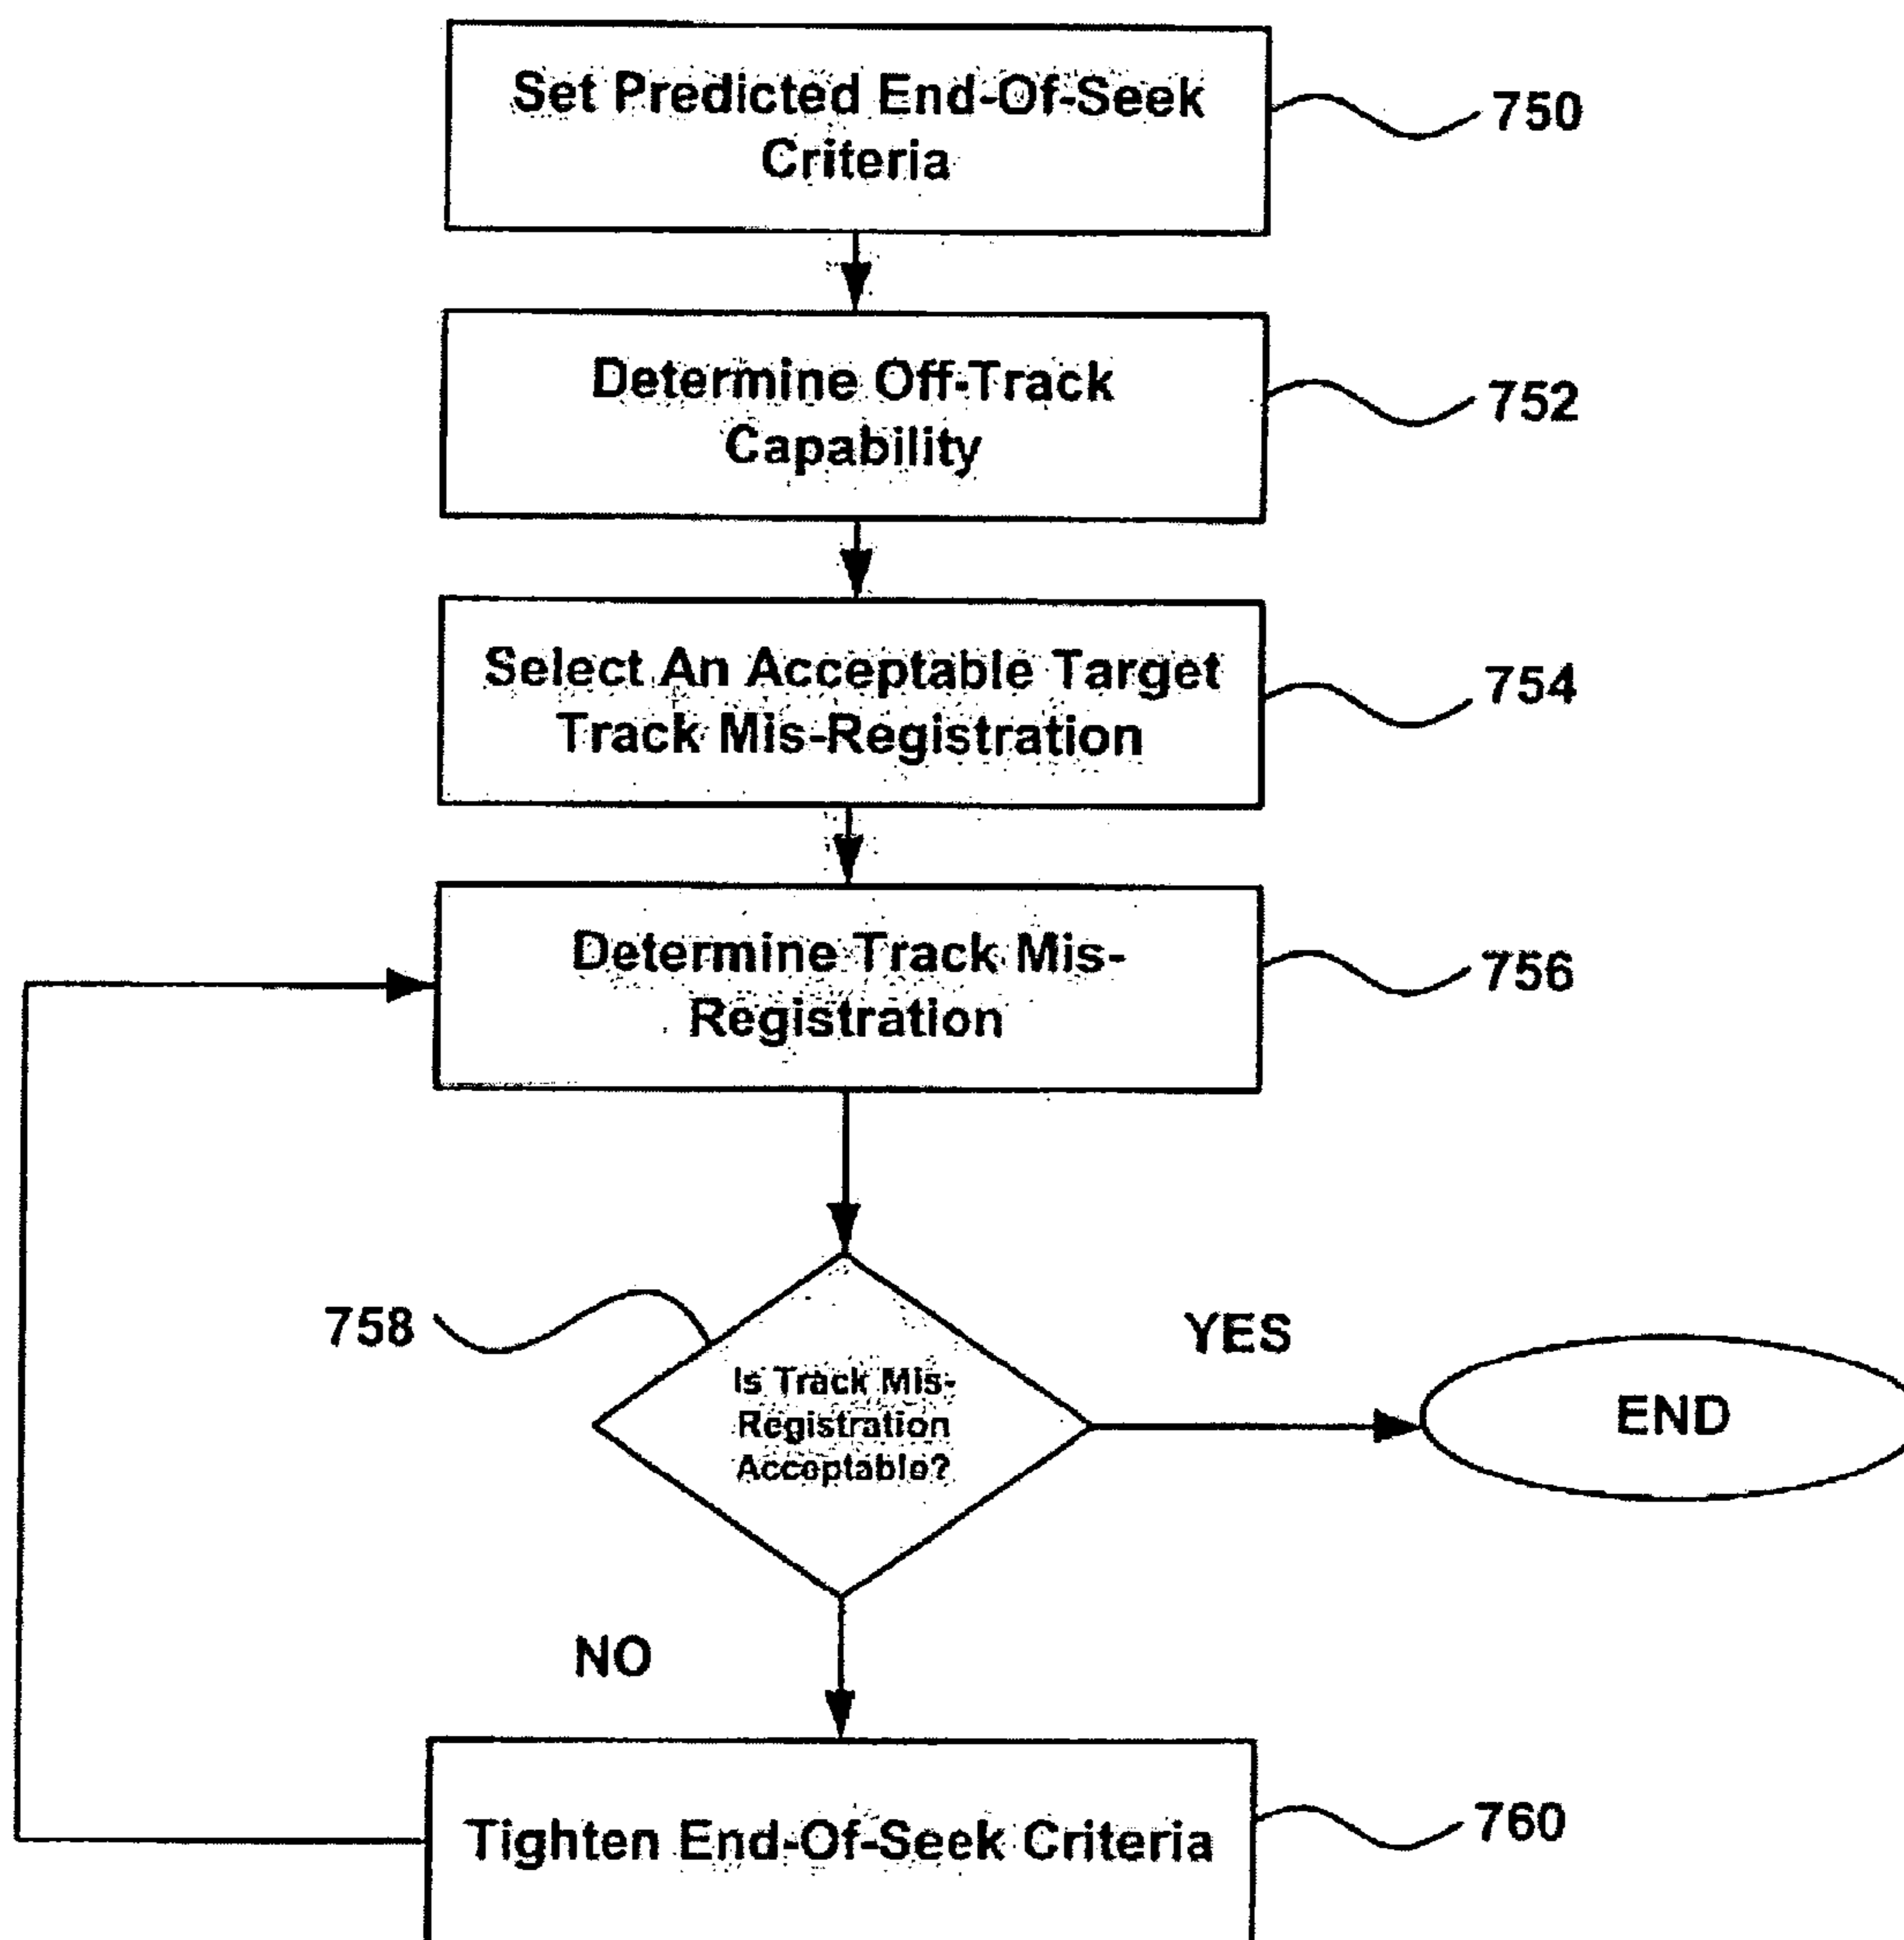 Set Predicted End-Of-Seek
Criteria
750
Determine Off-Track
Capability
752
Select An Acceptable Target
Track Mis-Registration
754
Determine Track Mis-
Registration
756
758
Is Track Mis-
Registration
Acceptable?
YES
END
NO
Tighten End-Of-Seek Criteria
760